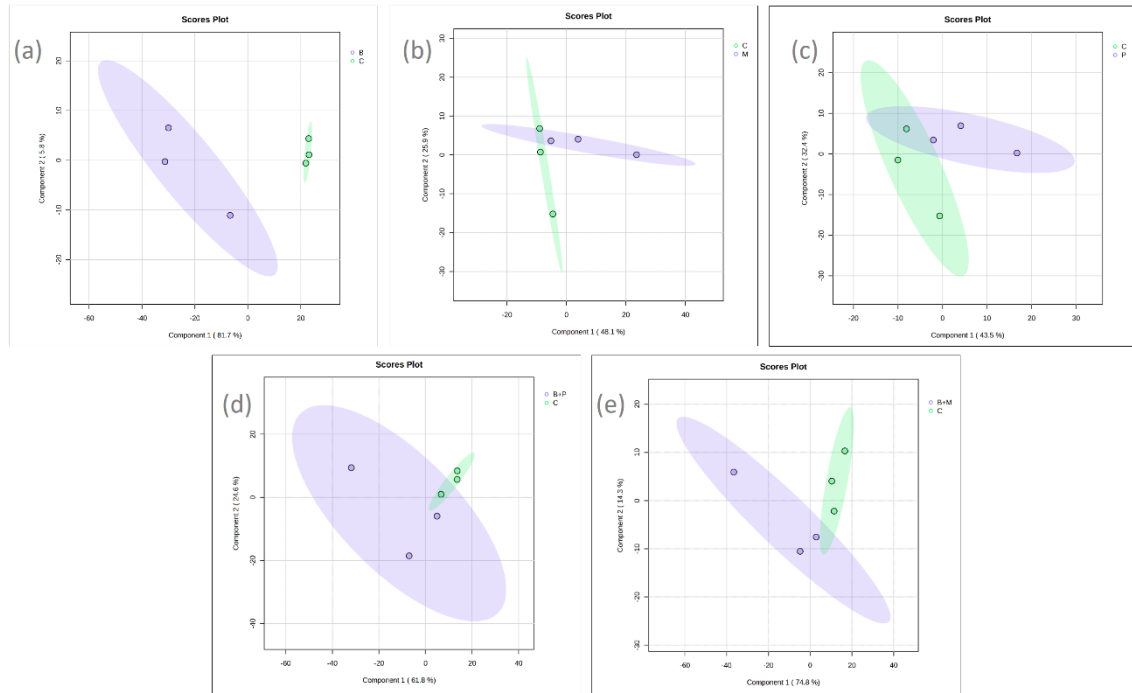 (a)
Scores Plot
B
C
Component 2 ( 5.8 %)
20
10
0
-10
-20
-60
-40
-20
0
20
Component 1 ( 81.7 %)
(b)
Scores Plot
C
M
Component 2 ( 25.9 %)
30
20
10
0
-10
-20
-30
-20
0
20
40
Component 1 ( 48.1 %)
(c)
Scores Plot
C
P
Component 2 ( 32.4 %)
20
10
0
-10
-20
-30
-20
-10
0
10
20
30
Component 1 ( 43.5 %)
(d)
Scores Plot
B+P
C
Component 2 ( 24.6 %)
20
0
-20
-40
-60
-40
-20
0
20
40
Component 1 ( 61.8 %)
(e)
Scores Plot
B+M
C
Component 2 ( 14.3 %)
20
10
0
-10
-20
-30
-60
-40
-20
0
20
40
Component 1 ( 74.8 %)